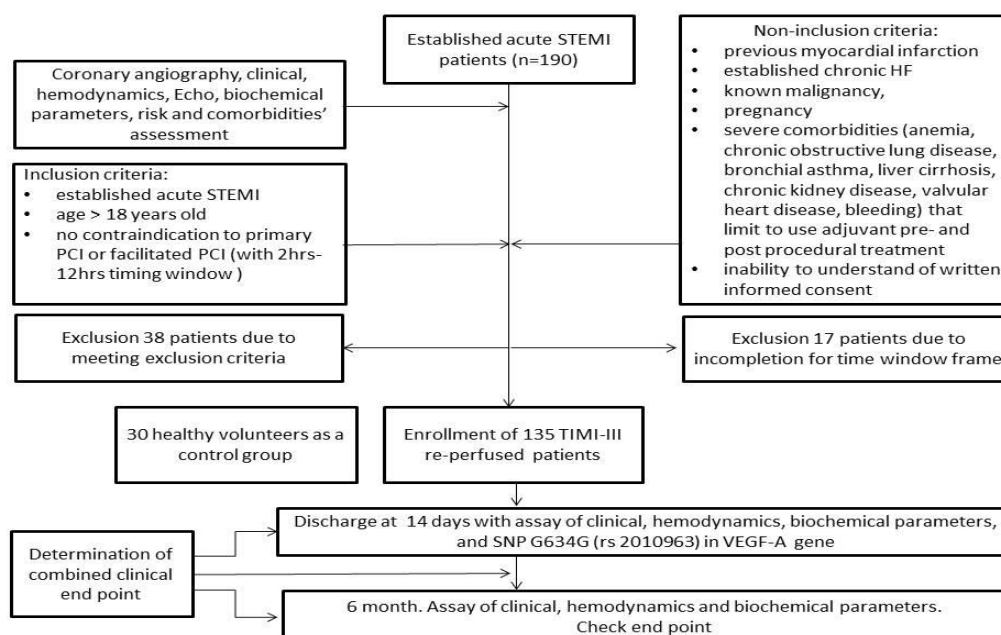 Established acute STEMI
patients (n=190)
Coronary angiography, clinical,
hemodynamics, Echo, biochemical
parameters, risk and comorbidities’
assessment
Non-inclusion criteria:
• previous myocardial infarction
• established chronic HF
• known malignancy,
• pregnancy
• severe comorbidities (anemia,
chronic obstructive lung disease,
bronchial asthma, liver cirrhosis,
chronic kidney disease, valvular
heart disease, bleeding) that
limit to use adjuvant pre- and
post procedural treatment
• inability to understand of written
informed consent
Inclusion criteria:
• established acute STEMI
• age > 18 years old
• no contraindication to primary
PCI or facilitated PCI (with 2hrs-
12hrs timing window )
Exclusion 38 patients due to
meeting exclusion criteria
Exclusion 17 patients due to
incompletion for time window frame
30 healthy volunteers as a
control group
Enrollment of 135 TIMI-III
re-perfused patients
Discharge at 14 days with assay of clinical, hemodynamics, biochemical parameters,
and SNP G634G (rs 2010963) in VEGF-A gene
Determination of
combined clinical
end point
6 month. Assay of clinical, hemodynamics and biochemical parameters.
Check end point